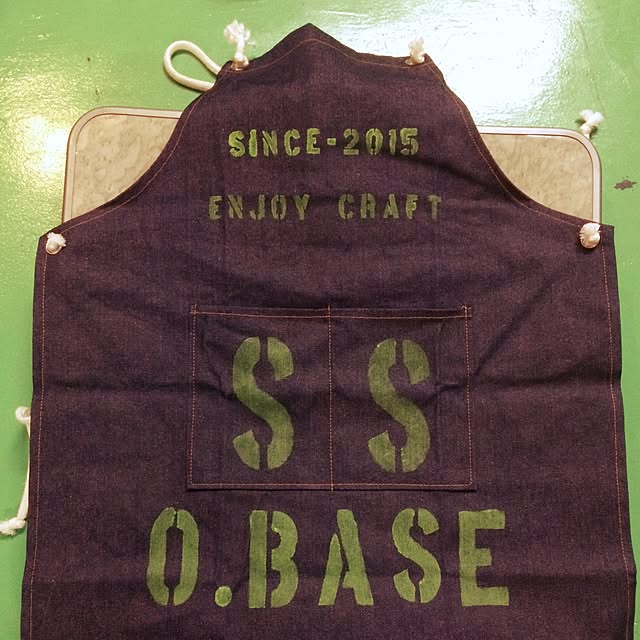 SINCE-2015
ENJOY CRAFT
S S
O.BASE